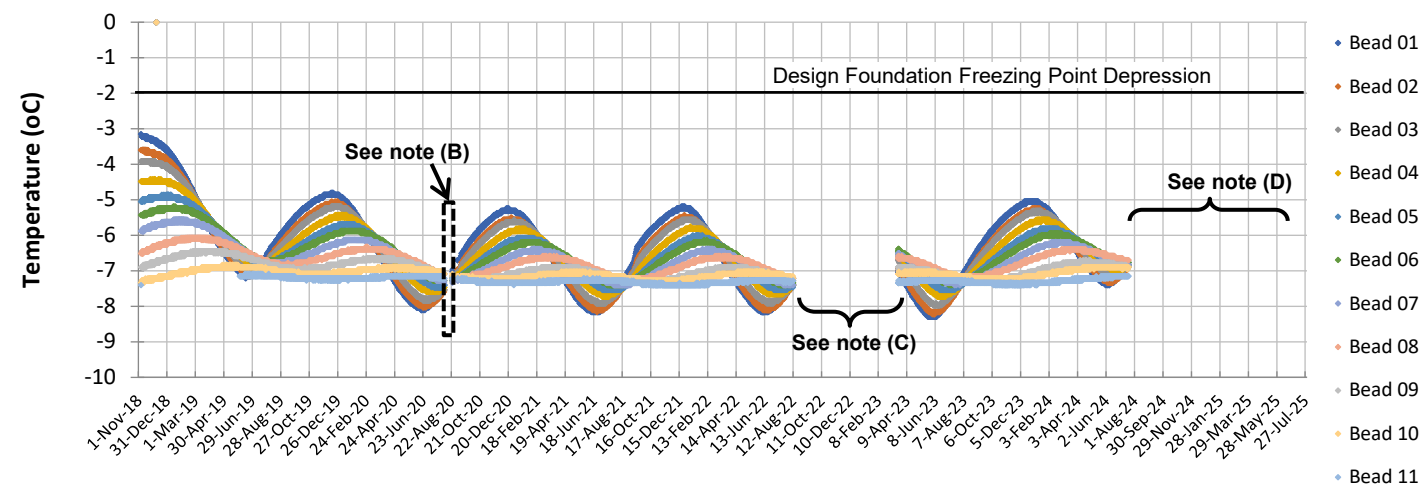 Temperature (oC)
0
-1
-2
-3
-4
-5
-6
-7
-8
-9
-10
Design Foundation Freezing Point Depression
See note (B)
See note (C)
See note (D)
1-Nov-18
31-Dec-18
1-Mar-19
30-Apr-19
29-Jun-19
28-Aug-19
27-Oct-19
26-Dec-19
24-Feb-20
24-Apr-20
23-Jun-20
22-Aug-20
21-Oct-20
20-Dec-20
18-Feb-21
19-Apr-21
18-Jun-21
17-Aug-21
16-Oct-21
15-Dec-21
13-Feb-22
14-Apr-22
13-Jun-22
12-Aug-22
11-Oct-22
10-Dec-22
8-Feb-23
9-Apr-23
8-Jun-23
7-Aug-23
6-Oct-23
5-Dec-23
3-Feb-24
3-Apr-24
2-Jun-24
1-Aug-24
30-Sep-24
29-Nov-24
28-Jan-25
29-Mar-25
28-May-25
27-Jul-25
Bead 01
Bead 02
Bead 03
Bead 04
Bead 05
Bead 06
Bead 07
Bead 08
Bead 09
Bead 10
Bead 11